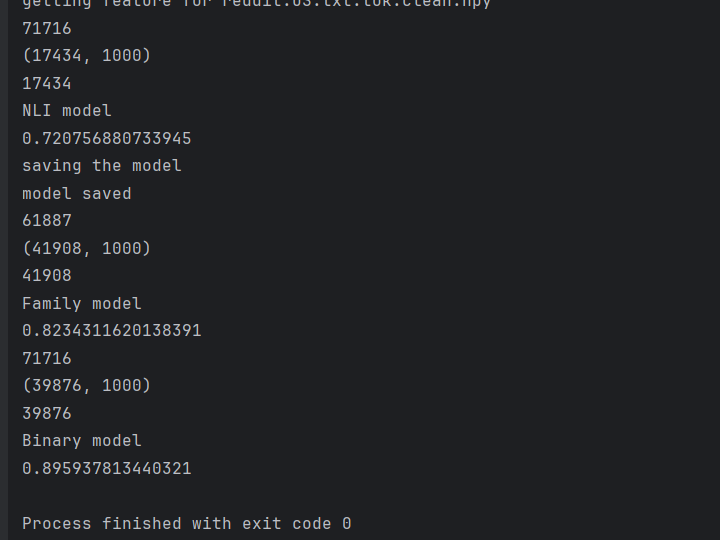 getting feature for reddit.US.txt.tok.clean.npy
71716
(17434, 1000)
17434
NLI model
0.720756880733945
saving the model
model saved
61887
(41908, 1000)
41908
Family model
0.8234311620138391
71716
(39876, 1000)
39876
Binary model
0.895937813440321
Process finished with exit code 0